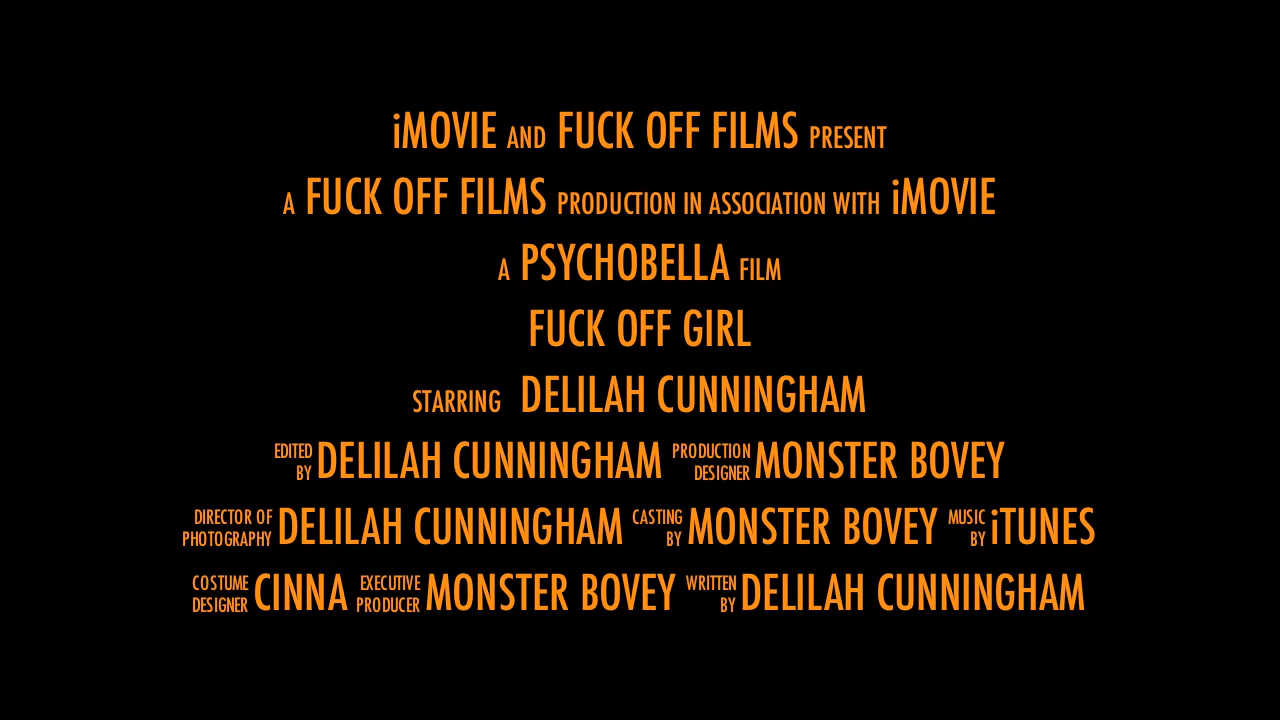 iMOVIE AND FUCK OFF FILMS PRESENT
A FUCK OFF FILMS PRODUCTION IN ASSOCIATION WITH iMOVIE
A PSYCHOBELLA FILM
FUCK OFF GIRL
STARRING DELILAH CUNNINGHAM
EDITED BY DELILAH CUNNINGHAM PRODUCTION DESIGNER MONSTER BOVEY
DIRECTOR OF PHOTOGRAPHY DELILAH CUNNINGHAM CASTING BY MONSTER BOVEY MUSIC BY iTUNES
COSTUME DESIGNER CINNA EXECUTIVE PRODUCER MONSTER BOVEY WRITTEN BY DELILAH CUNNINGHAM